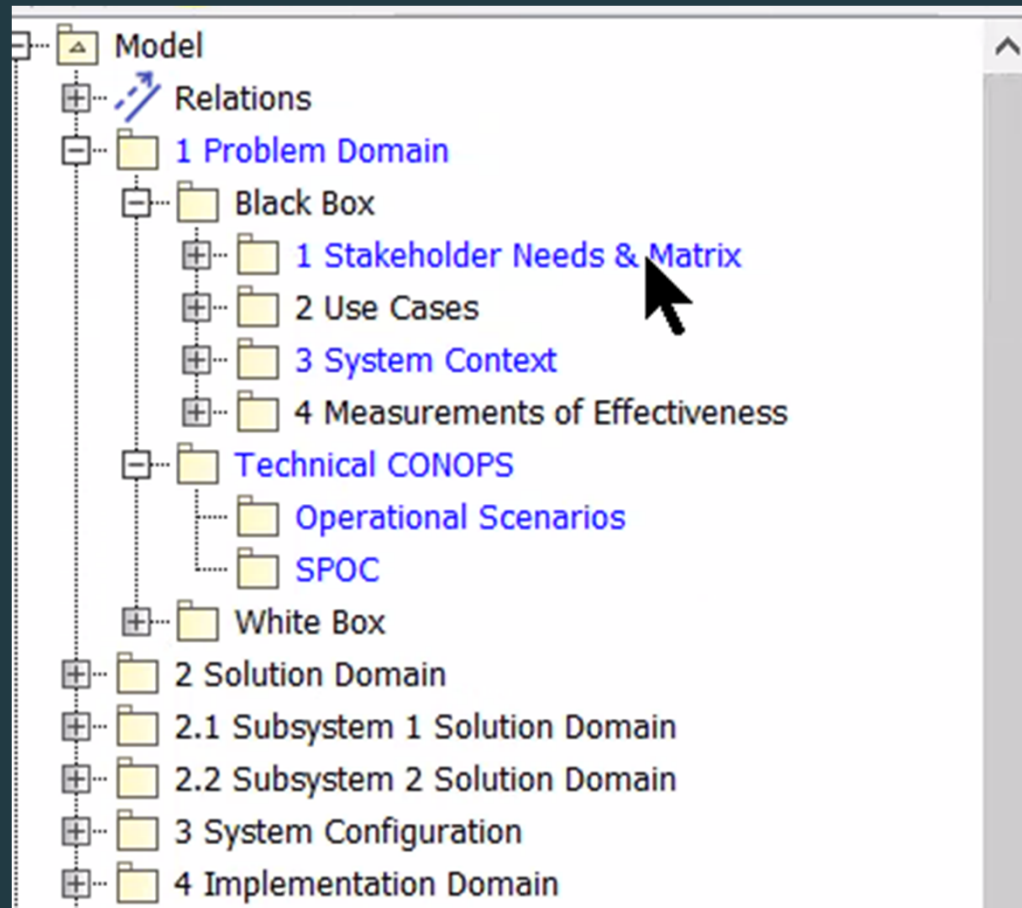 Model
Relations
1 Problem Domain
Black Box
1 Stakeholder Needs & Matrix
2 Use Cases
3 System Context
4 Measurements of Effectiveness
Technical CONOPS
Operational Scenarios
SPOC
White Box
2 Solution Domain
2.1 Subsystem 1 Solution Domain
2.2 Subsystem 2 Solution Domain
3 System Configuration
4 Implementation Domain